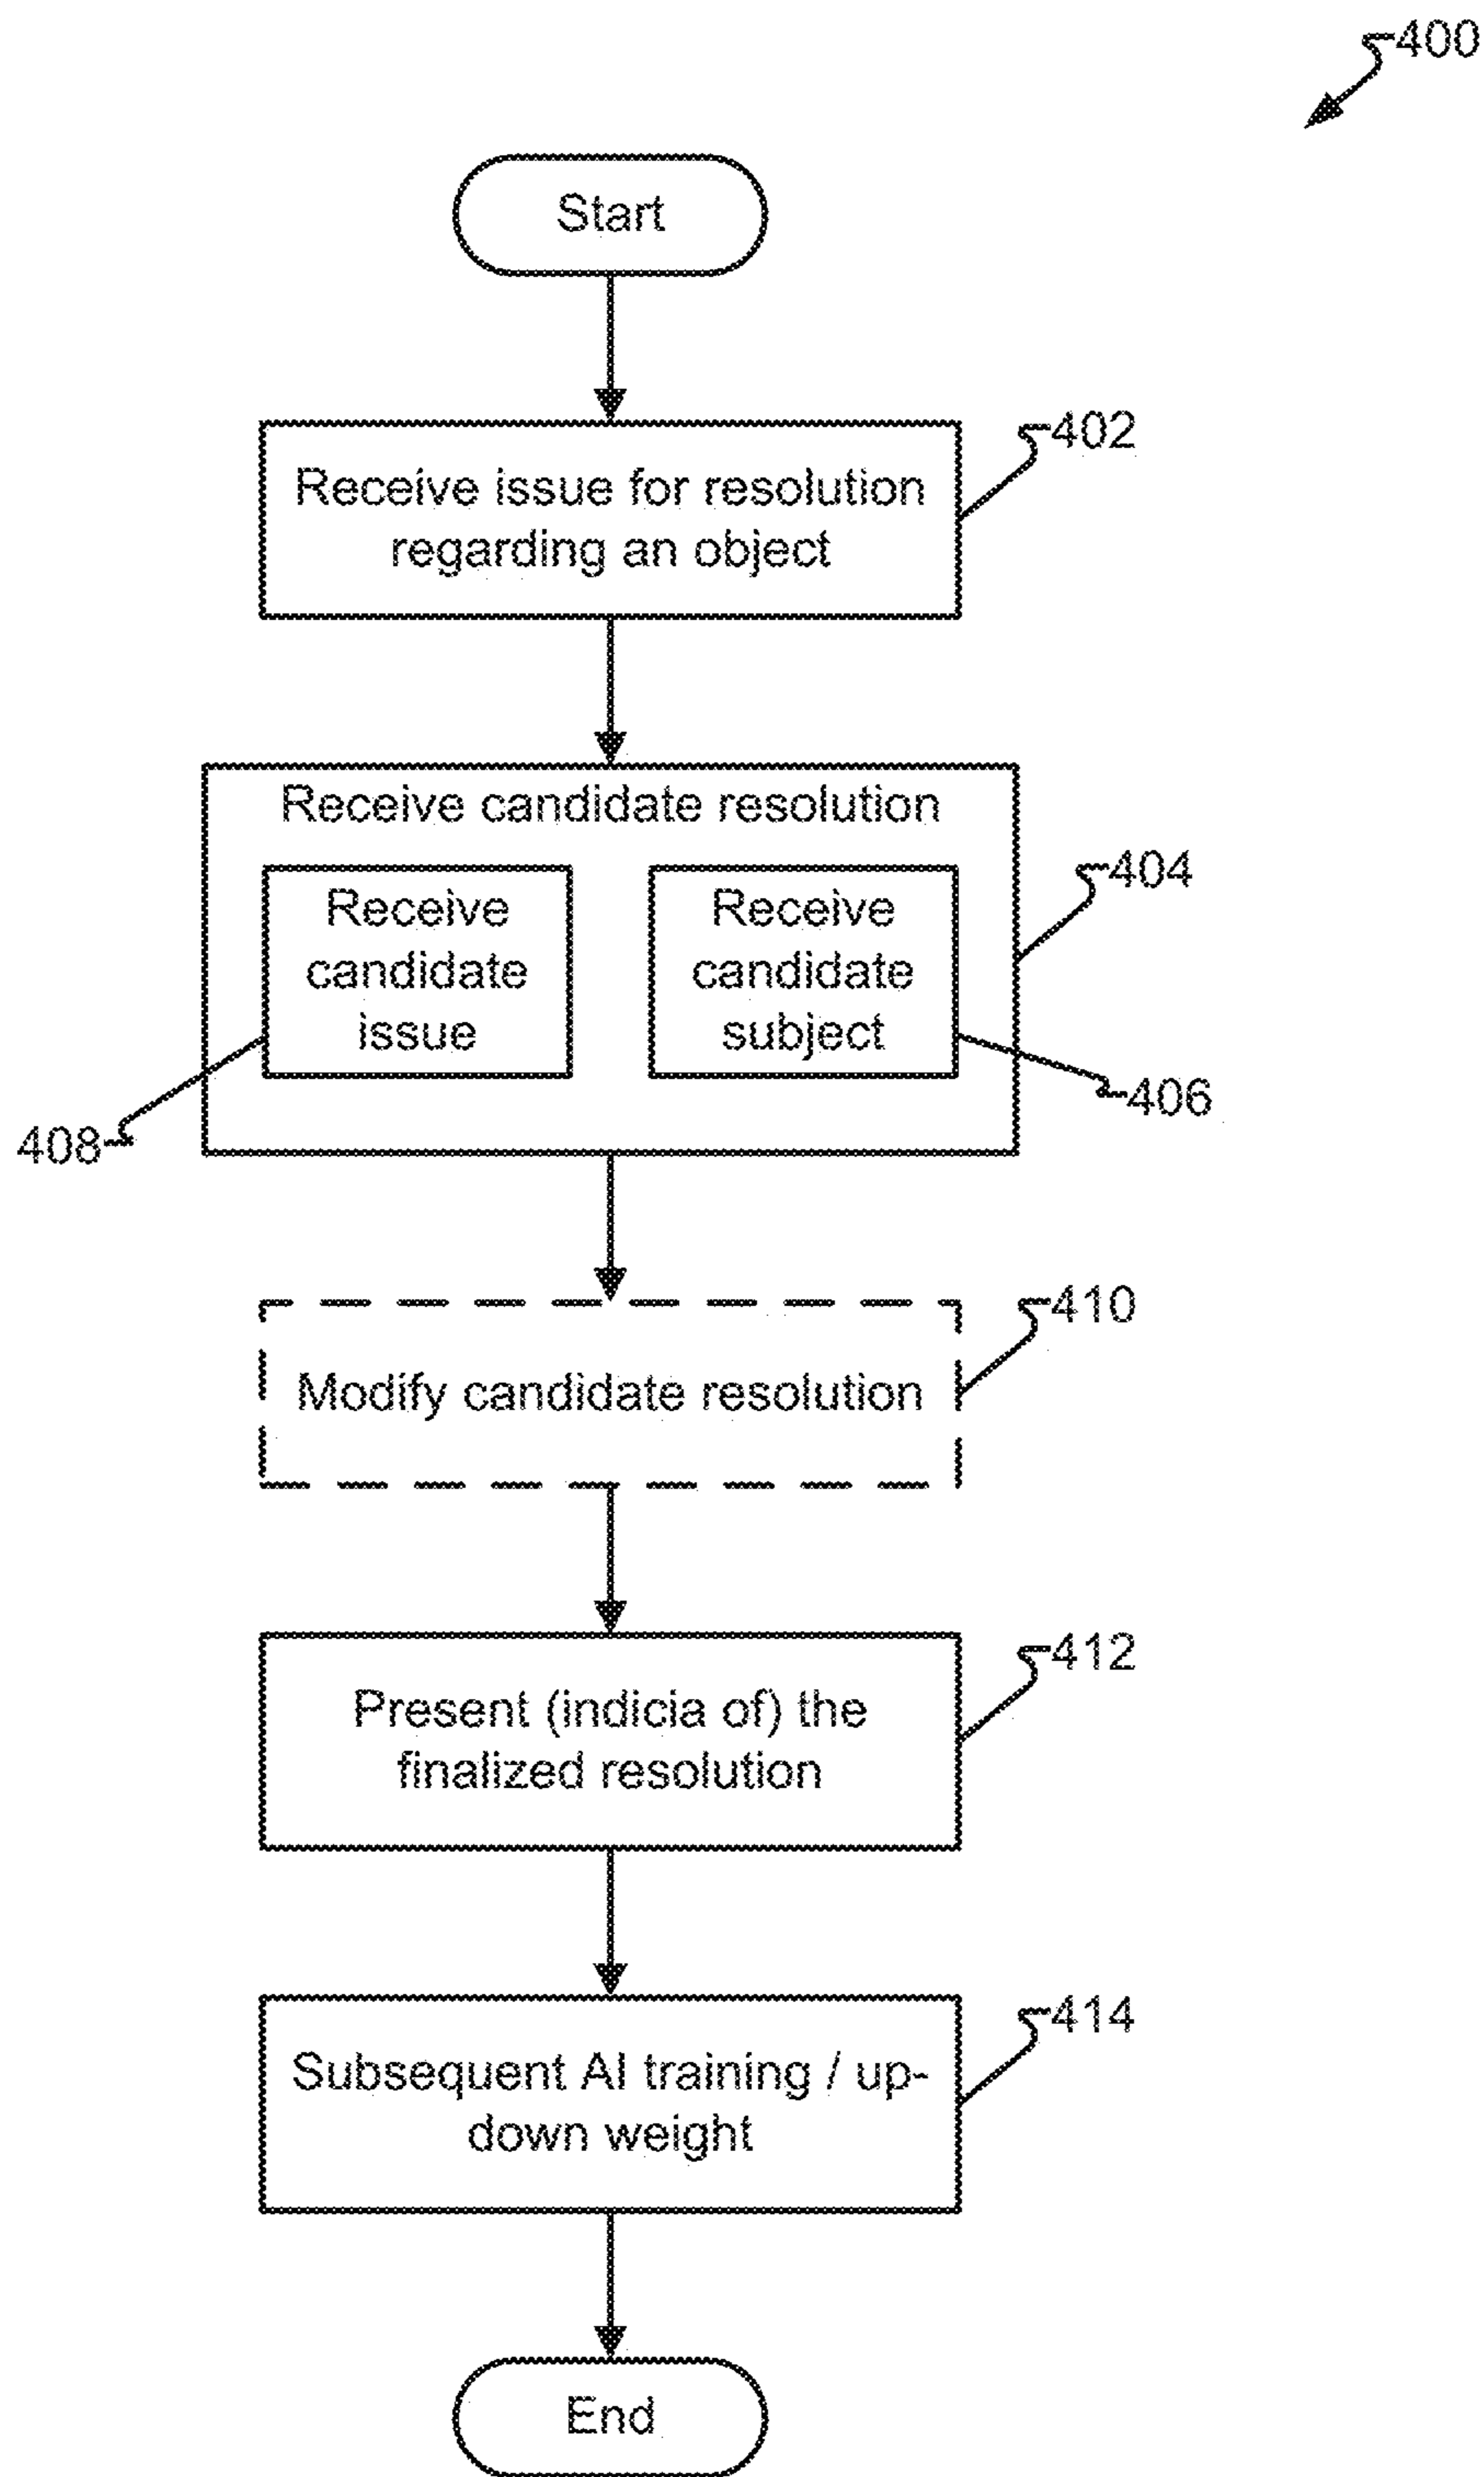 400
Start
Receive issue for resolution
regarding an object
402
Receive candidate resolution
404
Receive
candidate
issue
408
Receive
candidate
subject
406
Modify candidate resolution
410
Present (indicia of) the
finalized resolution
412
Subsequent AI training / up-
down weight
414
End